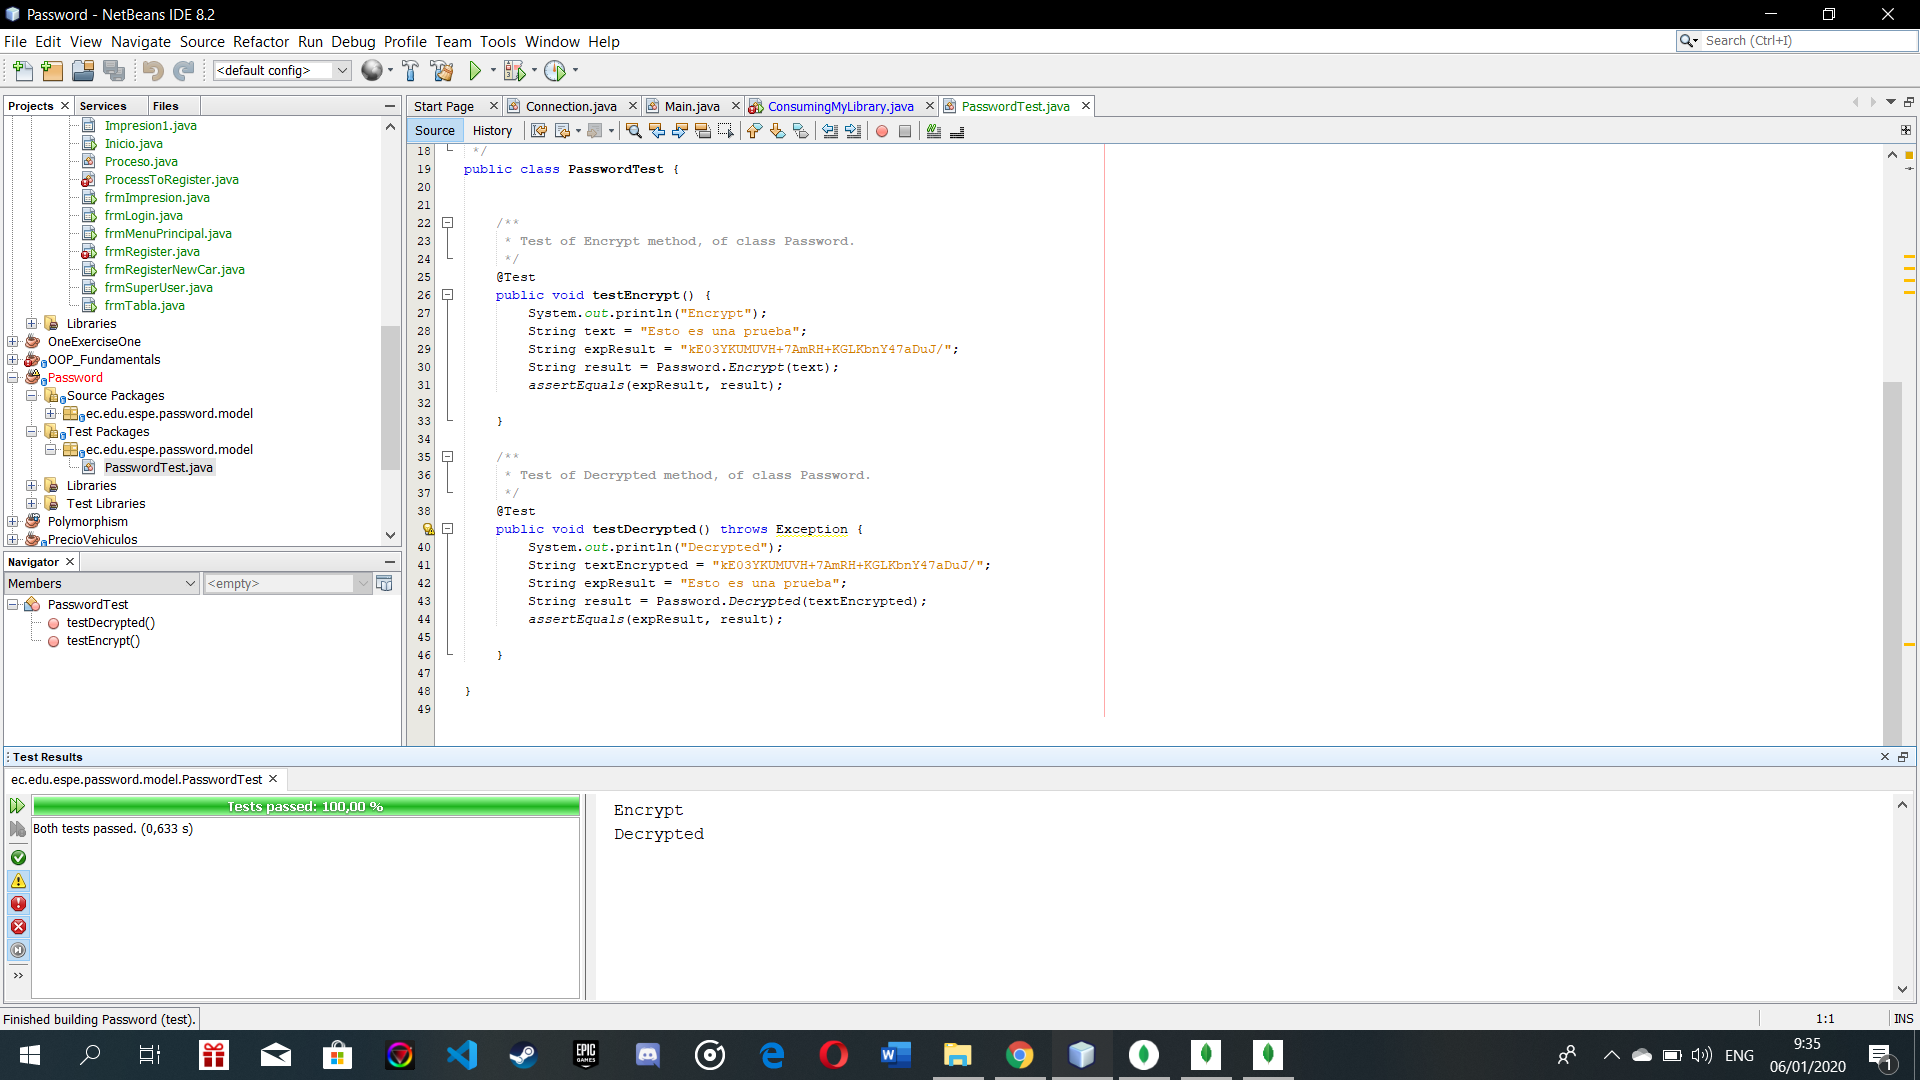 Password - NetBeans IDE 8.2
File Edit View Navigate Source Refactor Run Debug Profile Team Tools Window Help
Search (Ctrl+I)
<default config>
Projects
Services
Files
Impresion1.java
Inicio.java
Proceso.java
ProcessToRegister.java
frmImpresion.java
frmLogin.java
frmMenuPrincipal.java
frmRegister.java
frmRegisterNewCar.java
frmSuperUser.java
frmTabla.java
Libraries
OneExerciseOne
OOP_Fundamentals
Password
Source Packages
ec.edu.espe.password.model
Test Packages
ec.edu.espe.password.model
PasswordTest.java
Libraries
Test Libraries
Polymorphism
PrecioVehiculos
Navigator
Members
<empty>
PasswordTest
testDecrypted()
testEncrypt()
Start Page
Connection.java
Main.java
ConsumingMyLibrary.java
PasswordTest.java
Source
History
18 */
19 public class PasswordTest {
20
21
22 /**
23 * Test of Encrypt method, of class Password.
24 */
25 @Test
26 public void testEncrypt() {
27 System.out.println("Encrypt");
28 String text = "Esto es una prueba";
29 String expResult = "kE03YKUMUVH+7AmRH+KGLKbnY47aDuJ/";
30 String result = Password.Encrypt(text);
31 assertEquals(expResult, result);
32
33 }
34
35 /**
36 * Test of Decrypted method, of class Password.
37 */
38 @Test
public void testDecrypted() throws Exception {
40 System.out.println("Decrypted");
41 String textEncrypted = "kE03YKUMUVH+7AmRH+KGLKbnY47aDuJ/";
42 String expResult = "Esto es una prueba";
43 String result = Password.Decrypted(textEncrypted);
44 assertEquals(expResult, result);
45
46 }
47
48 }
49
Test Results
ec.edu.espe.password.model.PasswordTest
Tests passed: 100,00 %
Both tests passed. (0,633 s)
Encrypt
Decrypted
Finished building Password (test).
1:1
INS
EPIC GAMES
ENG
9:35
06/01/2020
1